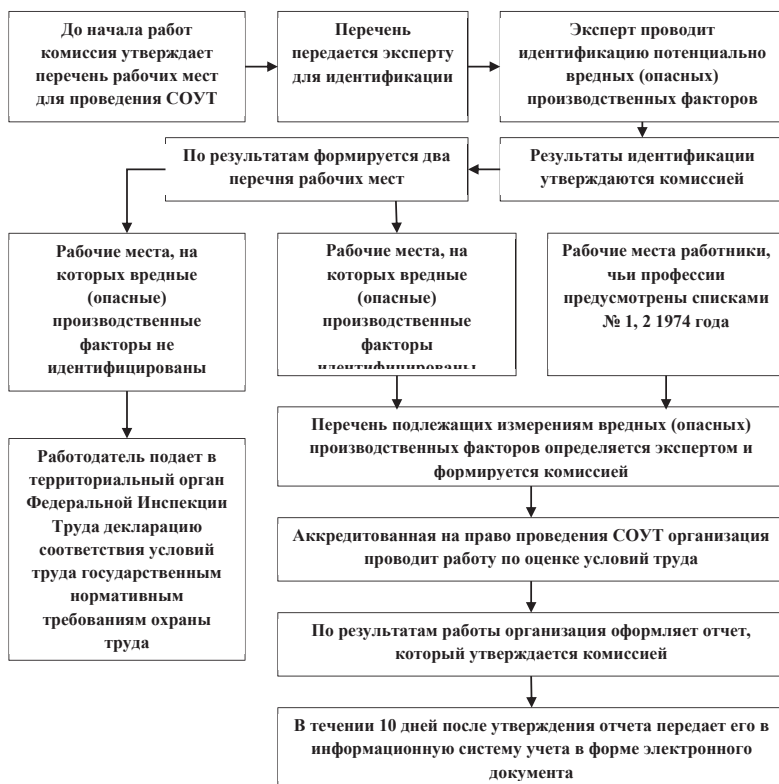 До начала работ
комиссия утверждает
перечень рабочих мест
для проведения СОУТ
Перечень
передается эксперту
для идентификации
Эксперт проводит
идентификацию потенциально
вредных (опасных)
производственных факторов
По результатам формируется два
перечня рабочих мест
Результаты идентификации
утверждаются комиссией
Рабочие места, на
которых вредные
(опасные)
производственные
факторы не
идентифицированы
Рабочие места, на
которых вредные
(опасные)
производственные
факторы
идентифицированы
Рабочие места работники,
чьи профессии
предусмотрены списками
№ 1, 2 1974 года
Работодатель подает в
территориальный орган
Федеральной Инспекции
Труда декларацию
соответствия условий
труда государственным
нормативным
требованиям охраны
труда
Перечень подлежащих измерениям вредных (опасных)
производственных факторов определяется экспертом и
формируется комиссией
Аккредитованная на право проведения СОУТ организация
проводит работу по оценке условий труда
По результатам работы организация оформляет отчет,
который утверждается комиссией
В течении 10 дней после утверждения отчета передает его в
информационную систему учета в форме электронного
документа